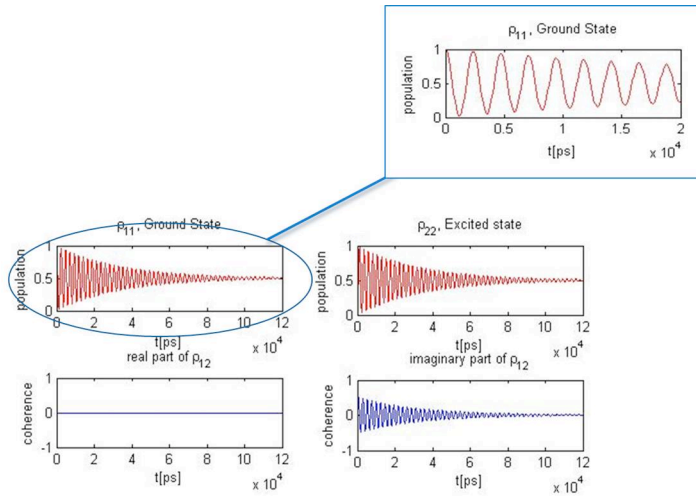 ρ11, Ground State
population
1
0.5
0
0 0.5 1 1.5 20
t[ps]
x 10^4
ρ11, Ground State
population
1
0.5
0
0 2 4 6 8 10 12
t[ps]
x 10^4
ρ22, Excited state
population
1
0.5
0
0 2 4 6 8 10 12
t[ps]
x 10^4
real part of ρ12
coherence
1
0
-1
0 2 4 6 8 10 12
t[ps]
x 10^4
imaginary part of ρ12
coherence
1
0
-1
0 2 4 6 8 10 12
t[ps]
x 10^4